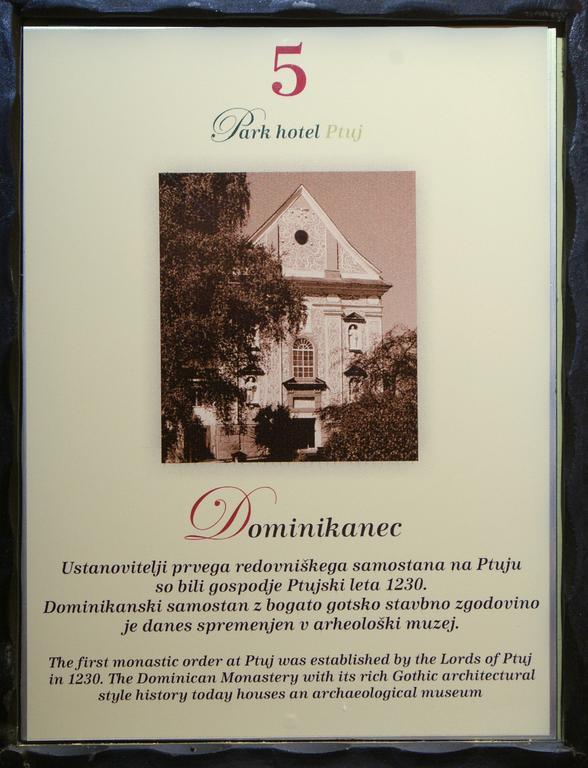 5
Park hotel Ptuj
Dominikanec
Ustanovitelji prvega redovniškega samostana na Ptuju
so bili gospodje Ptujski leta 1230.
Dominikanski samostan z bogato gotsko stavbno zgodovino
je danes spremenjen v arheološki muzej.
The first monastic order at Ptuj was established by the Lords of Ptuj
in 1230. The Dominican Monastery with its rich Gothic architectural
style history today houses an archaeological museum